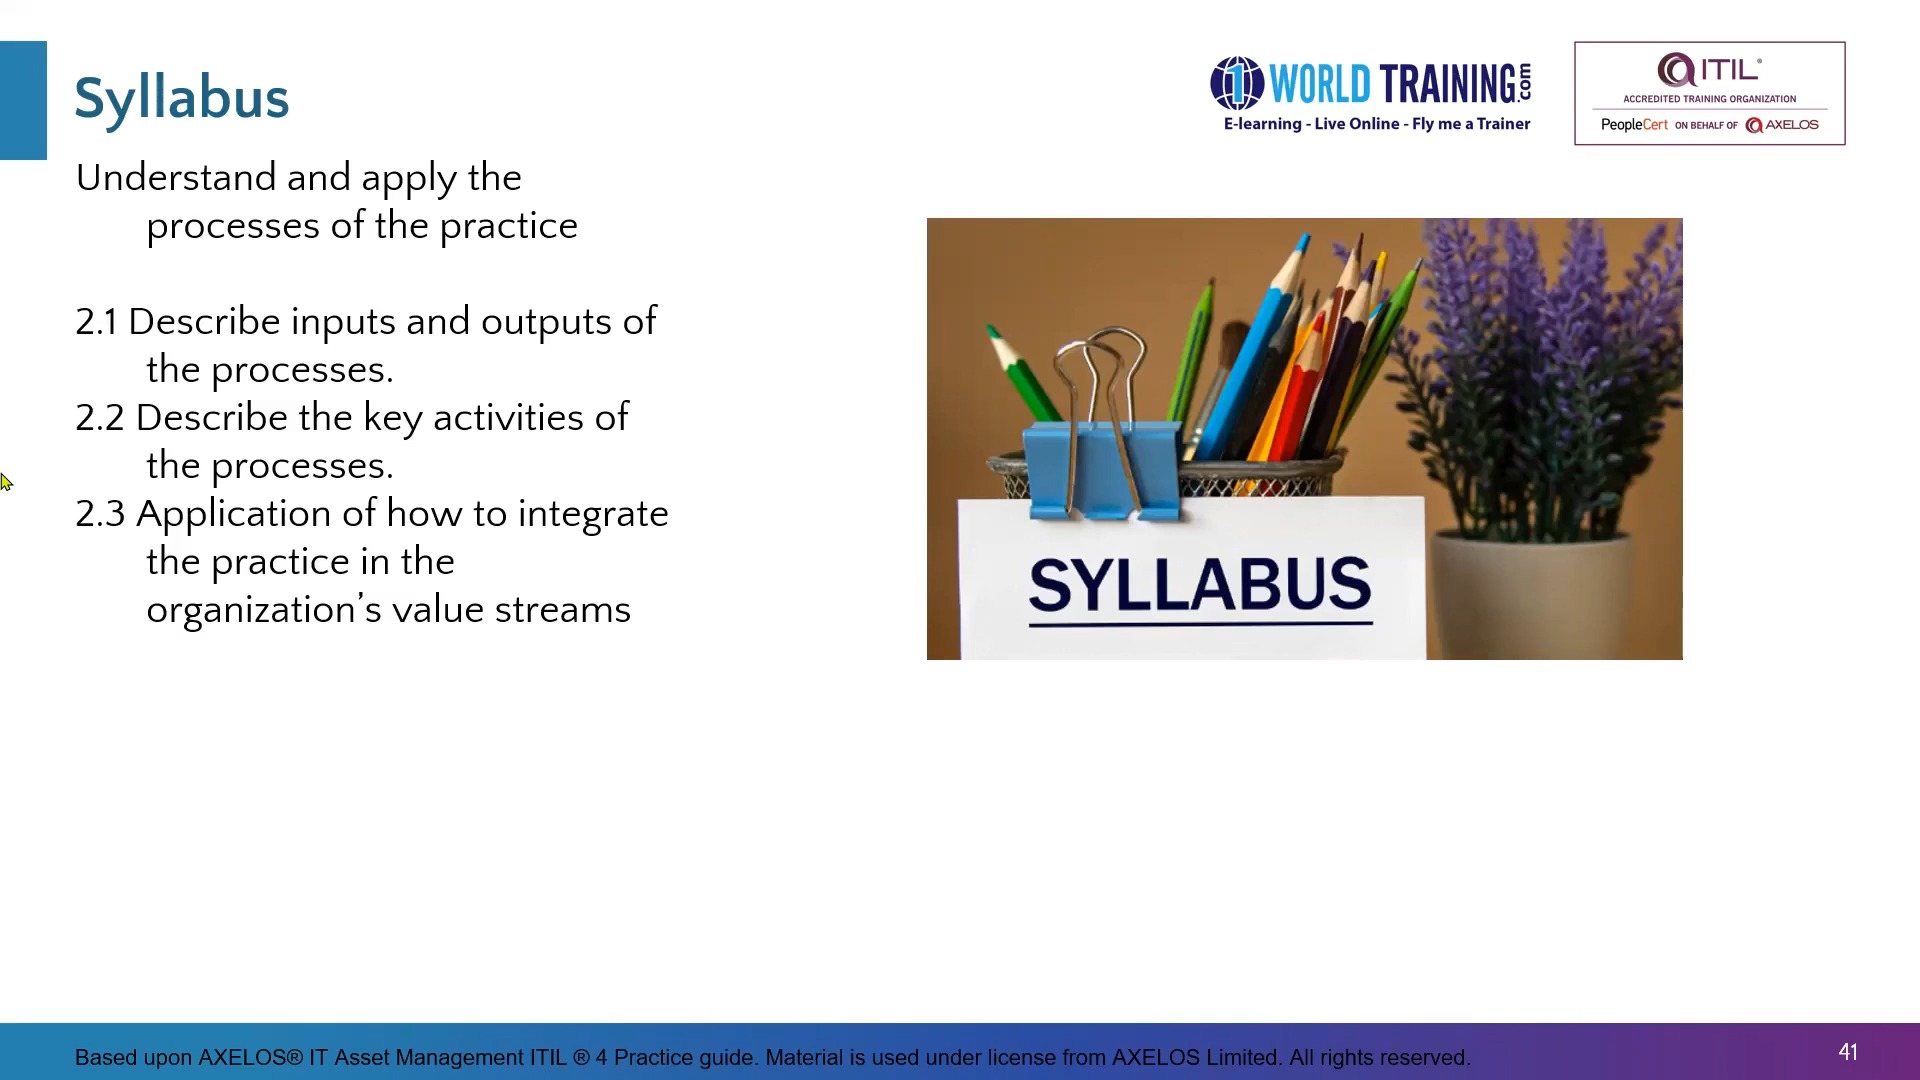 Syllabus
1 WORLD TRAINING.com
E-learning - Live Online - Fly me a Trainer
ITIL®
ACCREDITED TRAINING ORGANIZATION
PeopleCert ON BEHALF OF AXELOS
Understand and apply the
processes of the practice
2.1 Describe inputs and outputs of
the processes.
2.2 Describe the key activities of
the processes.
2.3 Application of how to integrate
the practice in the
organization’s value streams
SYLLABUS
Based upon AXELOS® IT Asset Management ITIL ® 4 Practice guide. Material is used under license from AXELOS Limited. All rights reserved.
41